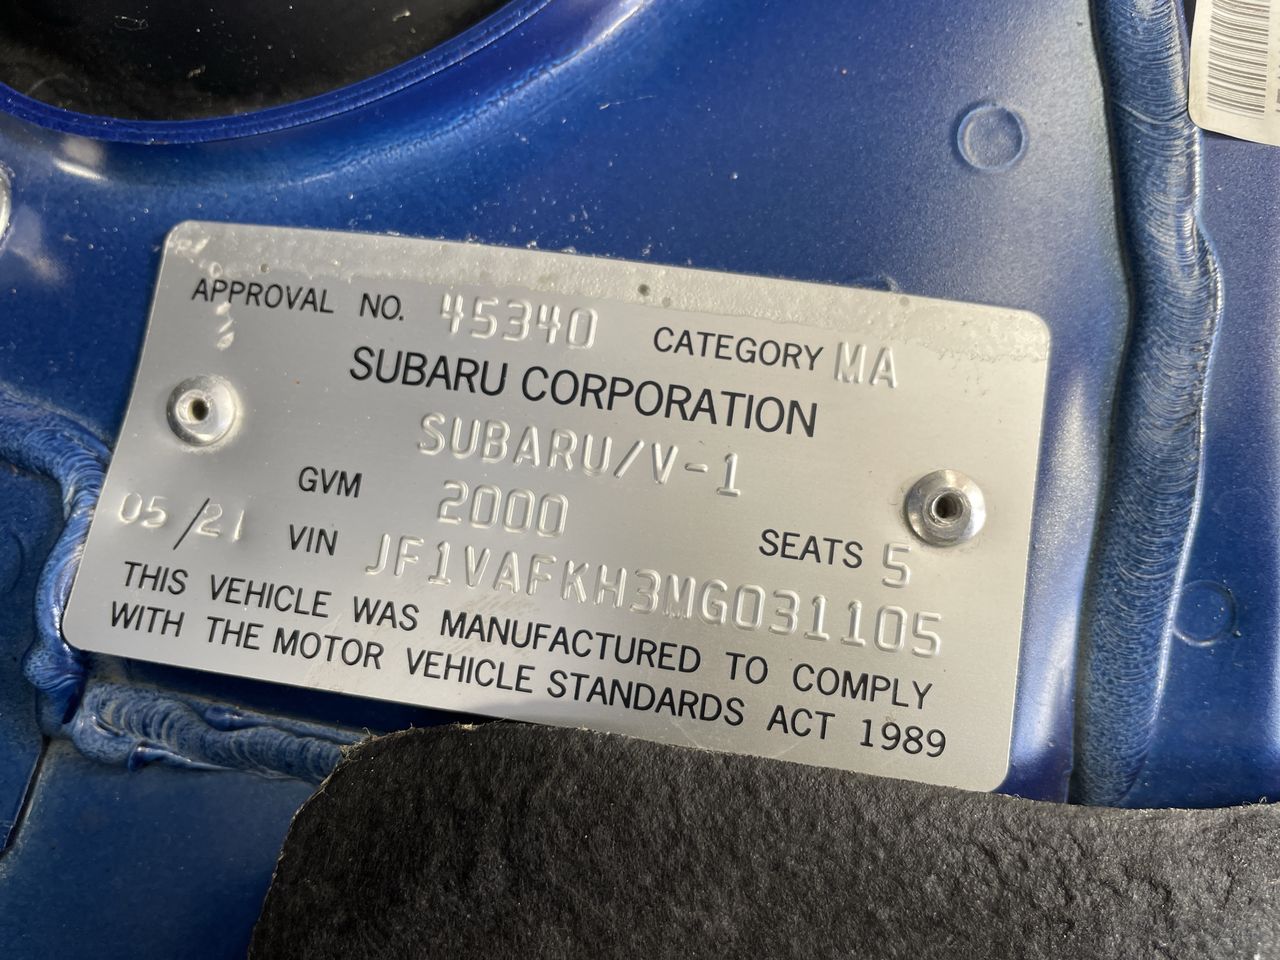 APPROVAL NO. 45340 CATEGORY MA
SUBARU CORPORATION
SUBARU/V-1
GVM 2000
05/21 VIN JF1VAFKH3MG031105 SEATS 5
THIS VEHICLE WAS MANUFACTURED TO COMPLY
WITH THE MOTOR VEHICLE STANDARDS ACT 1989